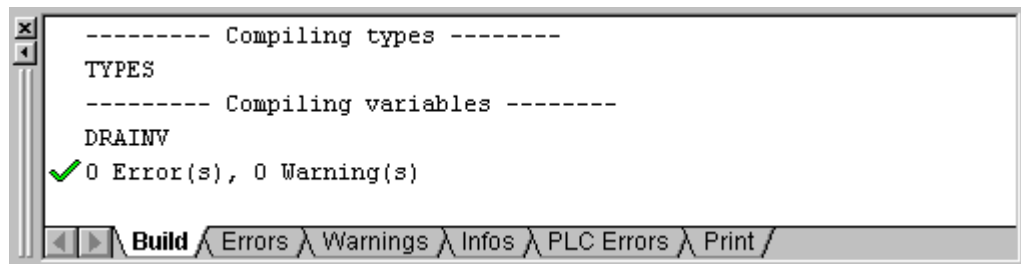 --------- Compiling types --------
TYPES
--------- Compiling variables --------
DRAINV
0 Error(s), 0 Warning(s)
Build Errors Warnings Infos PLC Errors Print